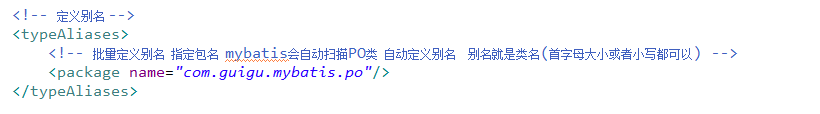 <!-- 定义别名-->
<typeAliases>
<!-- 批量定义别名 指定包名 mybatis会自动扫描PO类 自动定义别名 别名就是类名(首字母大小或者小写都可以) -->
<package name="com.guigu.mybatis.po"/>
</typeAliases>